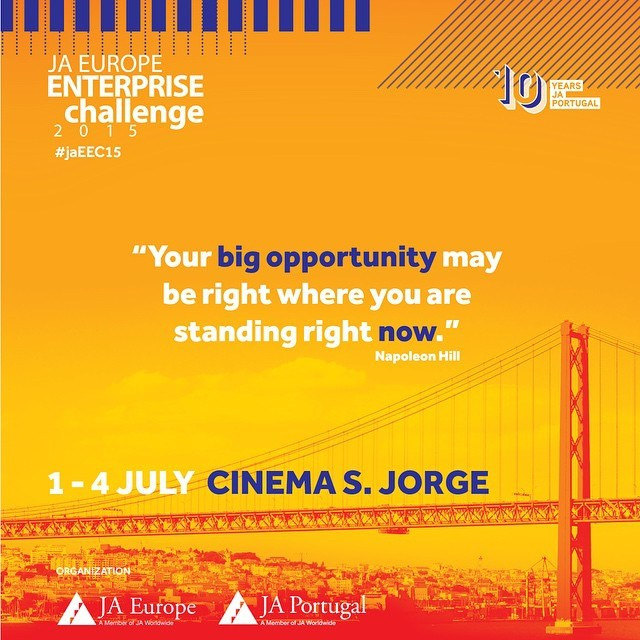 JA EUROPE
ENTERPRISE
challenge
2015
#jaEEC15
'10 YEARS
JA
PORTUGAL
“Your big opportunity may
be right where you are
standing right now.”
Napoleon Hill
1 - 4 JULY CINEMA S. JORGE
ORGANIZATION
JA Europe
A Member of JA Worldwide
JA Portugal
A Member of JA Worldwide